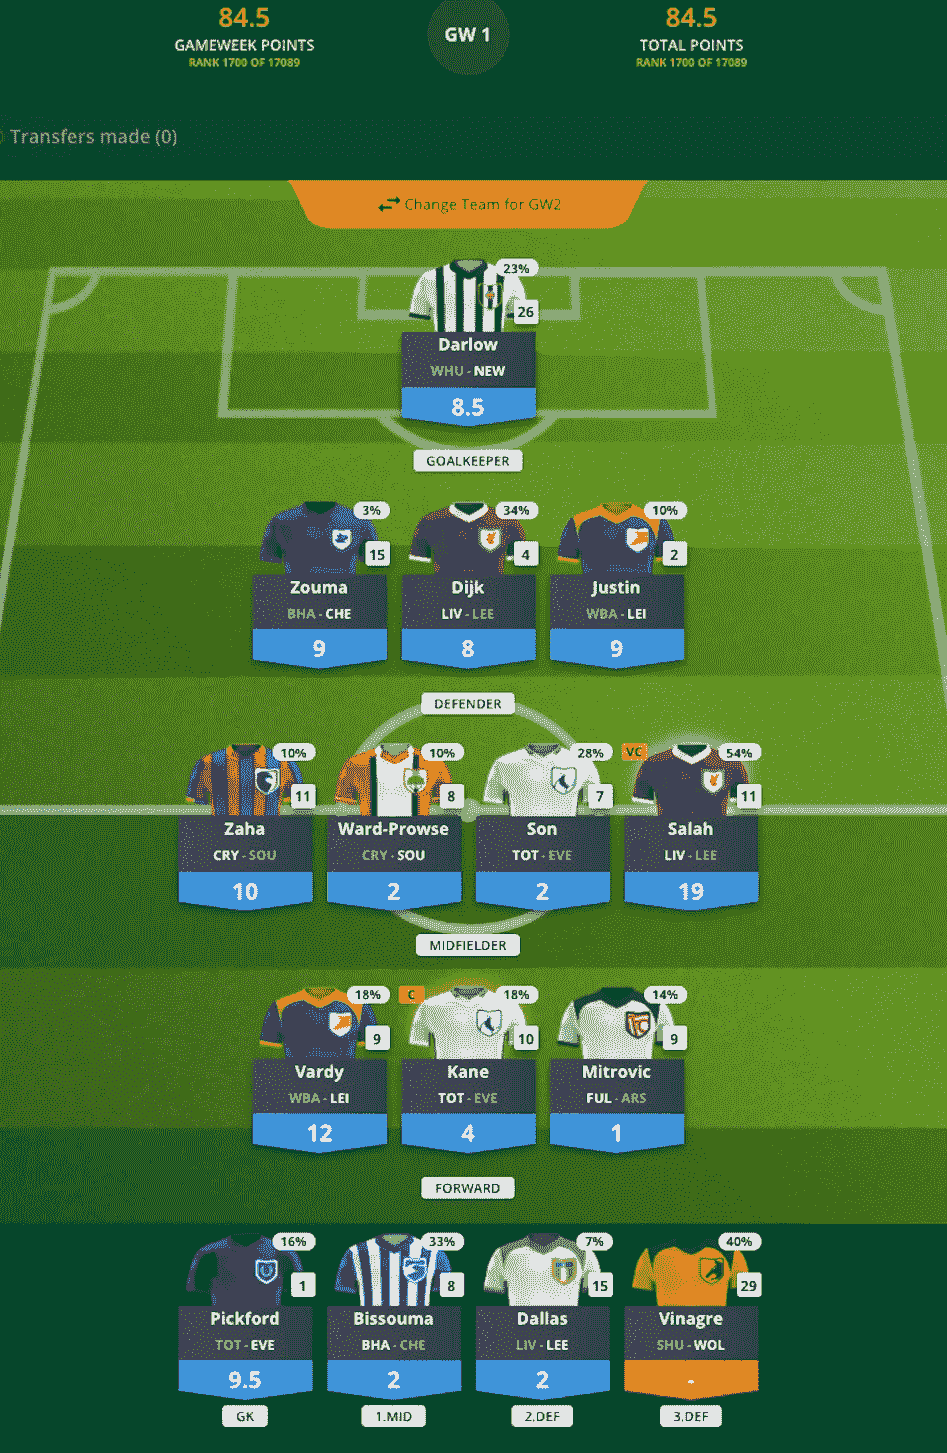 84.5
GAMEWEEK POINTS
RANK 1700 OF 17089
GW 1
84.5
TOTAL POINTS
RANK 1700 OF 17089
Transfers made (0)
Change Team for GW2
23%
26
Darlow
WHU - NEW
8.5
GOALKEEPER
3% 34% 10%
15 4 2
Zouma Dijk Justin
BHA - CHE LIV - LEE WBA - LEI
9 8 9
DEFENDER
10% 10% 28% VC 54%
11 8 7 11
Zaha Ward-Prowse Son Salah
CRY - SOU CRY - SOU TOT - EVE LIV - LEE
10 2 2 19
MIDFIELDER
18% C 18% 14%
9 10 9
Vardy Kane Mitrovic
WBA - LEI TOT - EVE FUL - ARS
12 4 1
FORWARD
16% 33% 7% 40%
1 8 15 29
Pickford Bissouma Dallas Vinagre
TOT - EVE BHA - CHE LIV - LEE SHU - WOL
9.5 2 2 -
GK 1.MID 2.DEF 3.DEF